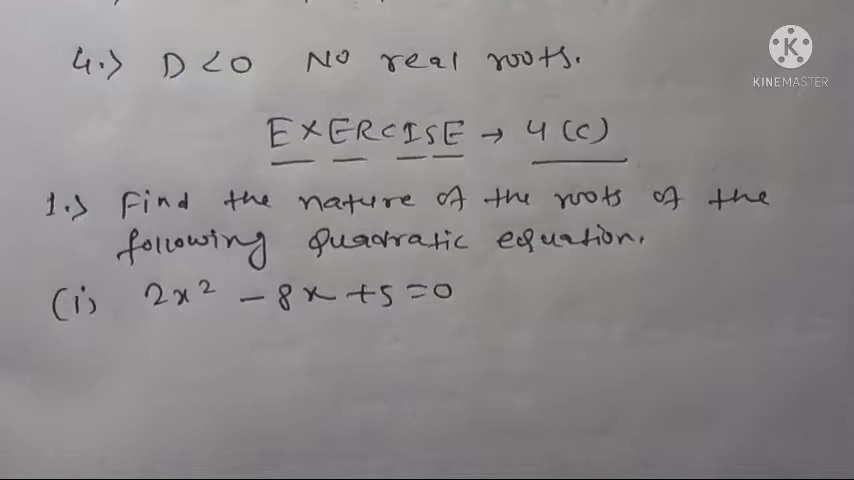 4.> D<0 No real roots.
K
KINEMASTER
EXERCISE → 4(C)
1.> Find the nature of the roots of the
following quadratic equation.
(i) 2x² - 8x + 5 = 0